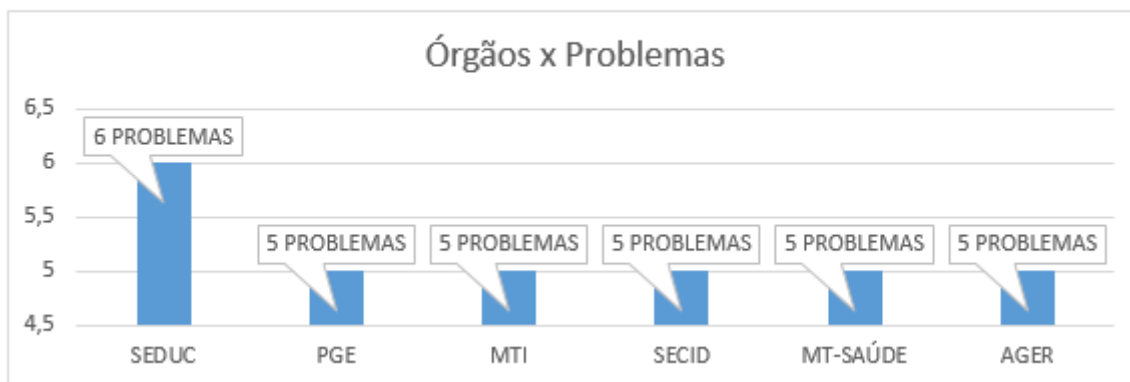 Órgãos x Problemas
6,5
6 PROBLEMAS
6
5,5
5 PROBLEMAS 5 PROBLEMAS 5 PROBLEMAS 5 PROBLEMAS 5 PROBLEMAS
5
4,5
SEDUC PGE MTI SECID MT-SAÚDE AGER